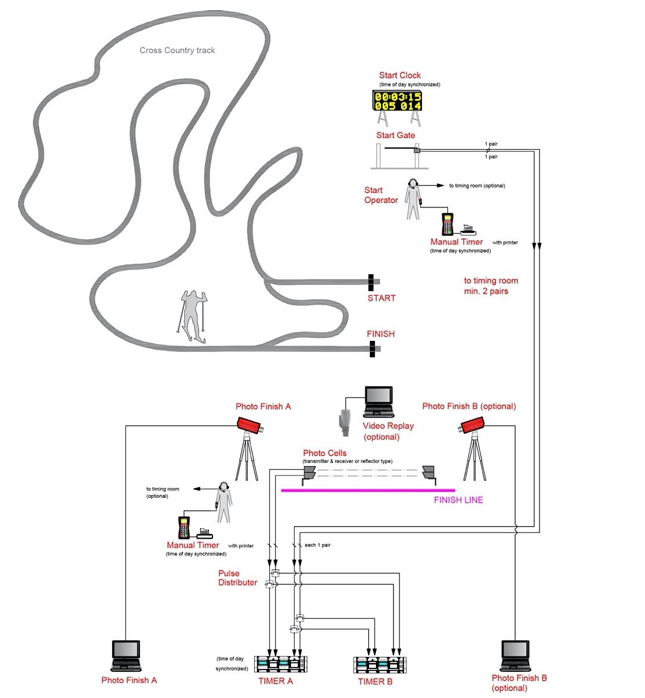 Cross Country track
Start Clock
(time of day synchronized)
00:03:15
005 014
Start Gate
1 pair
1 pair
Start
Operator
to timing room (optional)
Manual Timer
with printer
(time of day synchronized)
to timing room
min. 2 pairs
START
FINISH
Photo Finish A
Video Replay
(optional)
Photo Finish B (optional)
Photo Cells
(transmitter & receiver or reflector type)
FINISH LINE
to timing room
(optional)
Manual Timer
with printer
(time of day synchronized)
each 1 pair
Pulse
Distributer
(time of day
synchronized)
TIMER A
TIMER B
Photo Finish A
Photo Finish B
(optional)